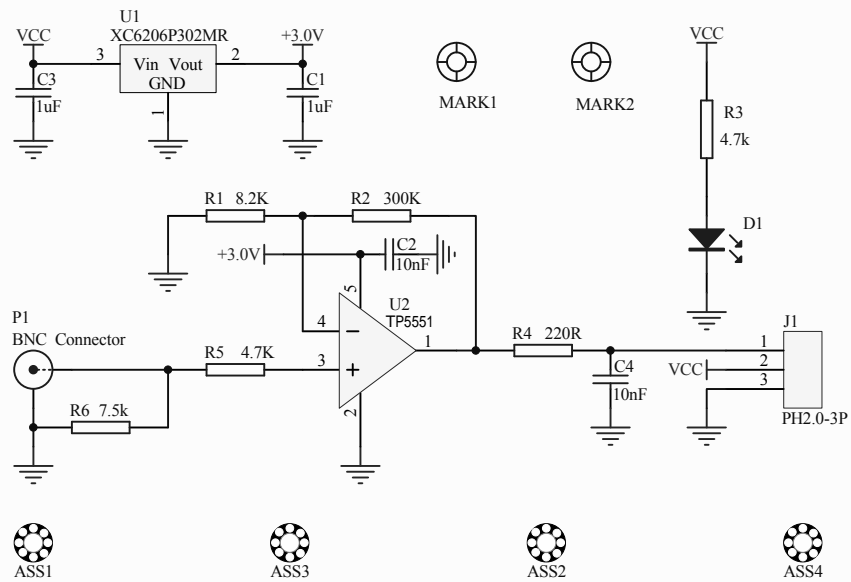 U1
XC6206P302MR
VCC
+3.0V
3
Vin Vout
2
GND
1
C3
1uF
C1
1uF
MARK1
MARK2
VCC
R3
4.7k
D1
R1 8.2K
R2 300K
+3.0V
C2
10nF
5
U2
TP5551
4
3
1
2
P1
BNC Connector
R5 4.7K
R6 7.5k
R4 220R
C4
10nF
J1
1
VCC
2
3
PH2.0-3P
ASS1
ASS3
ASS2
ASS4